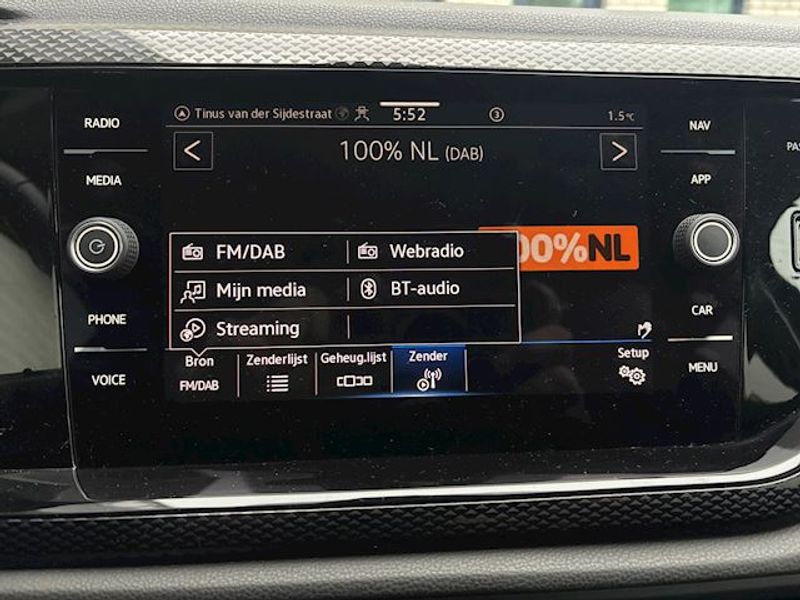 RADIO
MEDIA
PHONE
VOICE
Tinus van der Sijdestraat 5:52 3 1.5°C
< 100% NL (DAB) >
00%NL
FM/DAB Webradio
Mijn media BT-audio
Streaming
Bron Zenderlijst Geheug.lijst Zender Setup
FM/DAB
NAV
APP
CAR
MENU